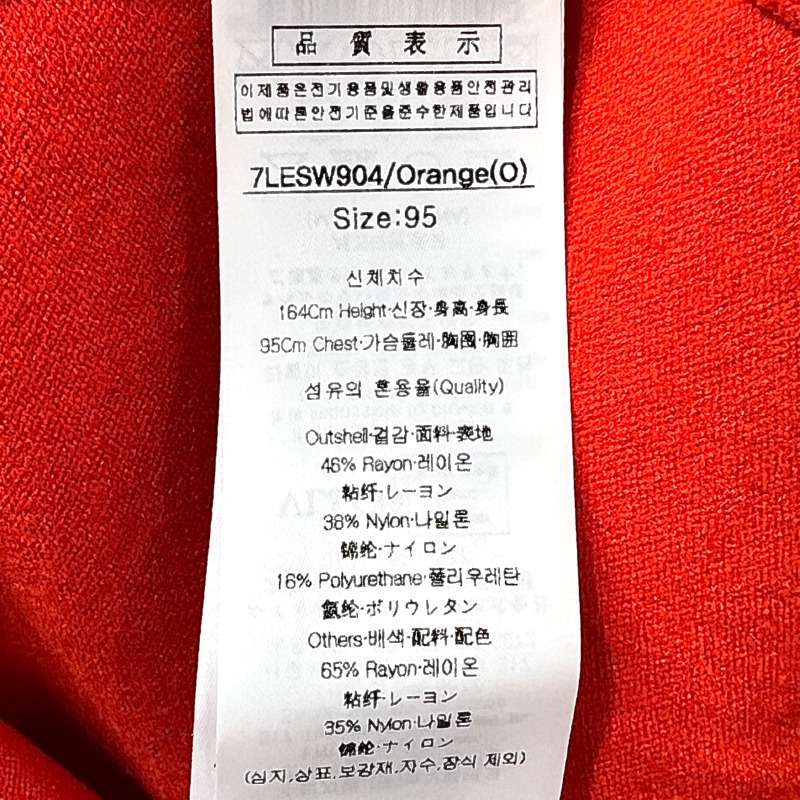 品質表示
이제품은전기용품및생활용품안전관리
법에따른안전기준을준수한제품입니다
7LESW904/Orange(O)
Size:95
신체치수
164Cm Height·신장·身高·身長
95Cm Chest·가슴둘레·胸围·胸囲
섬유의 혼용율(Quality)
Outshell·겉감·面料·表地
46% Rayon·레이온
粘纤·レーヨン
38% Nylon·나일론
锦纶·ナイロン
16% Polyurethane·폴리우레탄
氨纶·ポリウレタン
Others·배색·配料·配色
65% Rayon·레이온
粘纤·レーヨン
35% Nylon·나일론
锦纶·ナイロン
(심지,상표,보강재,자수,장식 제외)